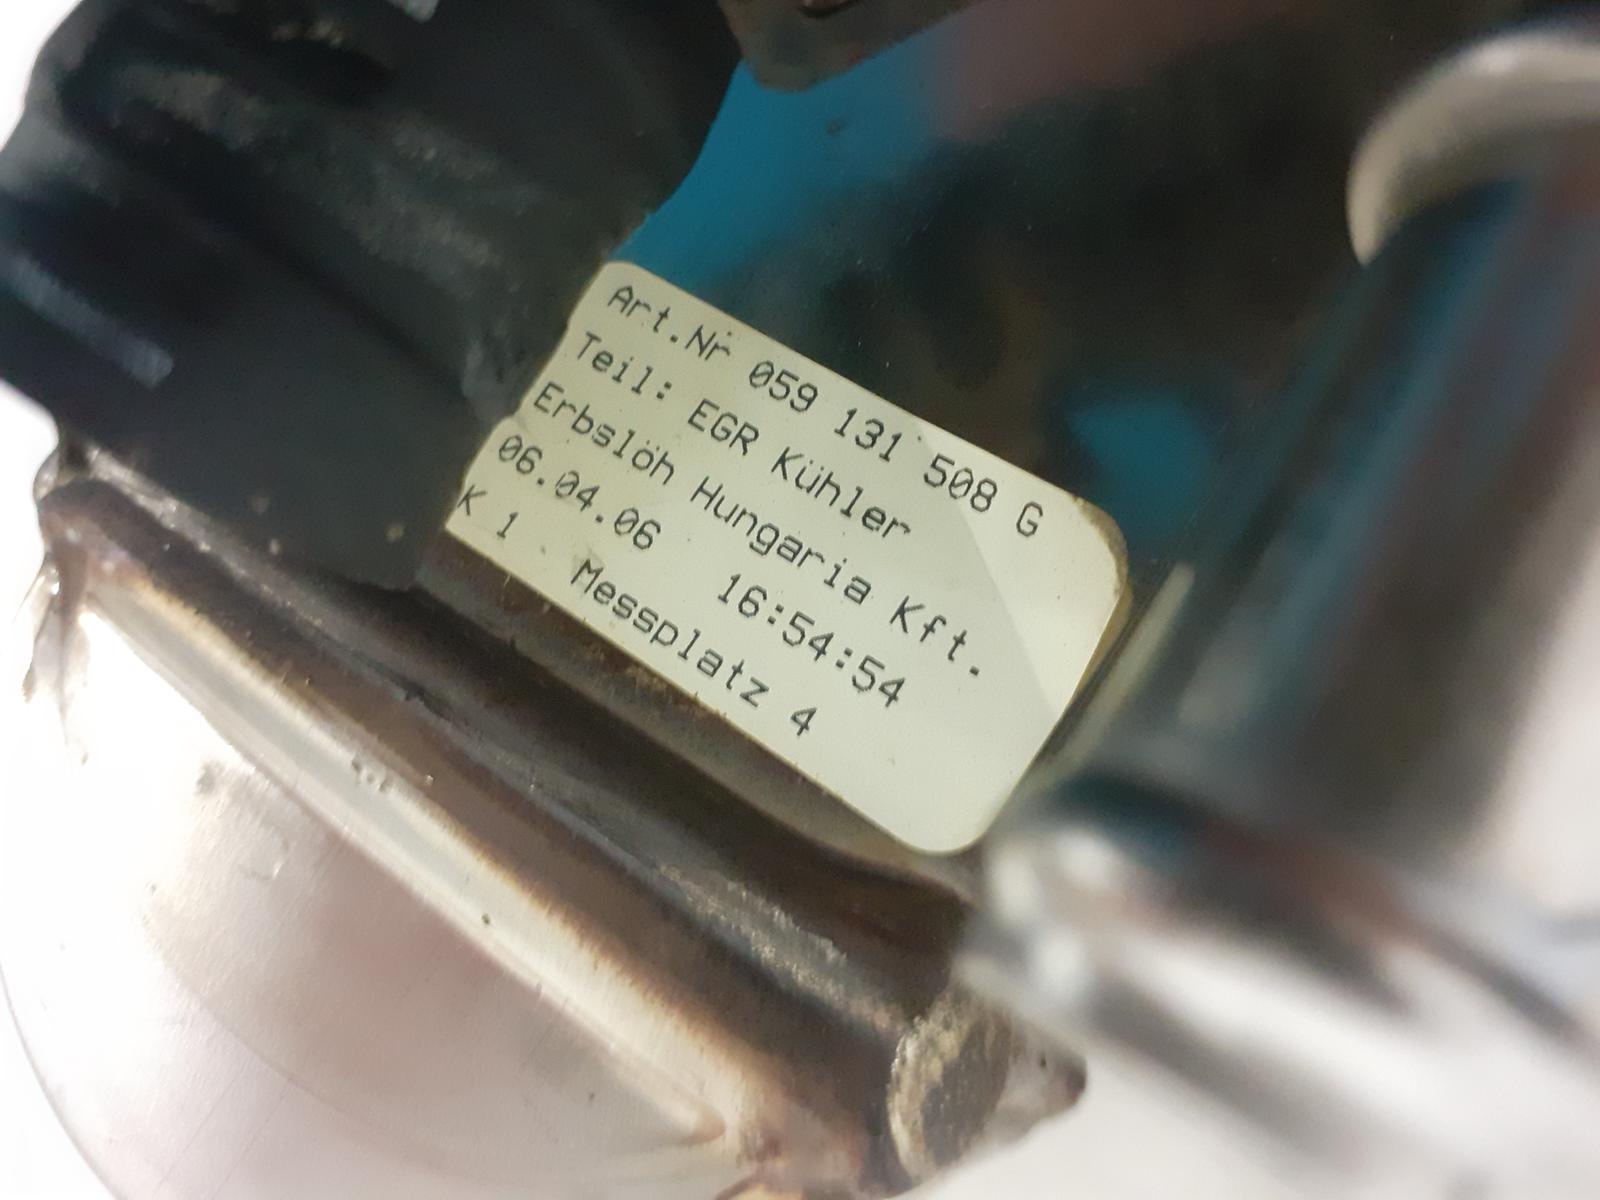 Art.Nr 059 131 508 G
Teil: EGR Kühler
Erbslöh Hungaria Kft.
06.04.06 16:54:54
K 1 Messplatz 4